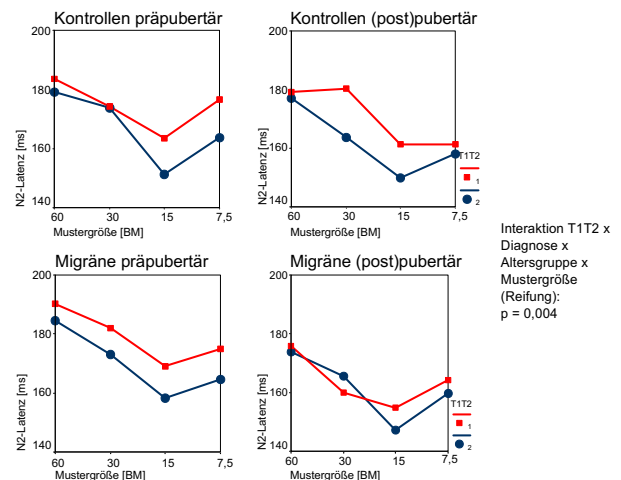 Kontrollen präpubertär
200
180
160
140
N2-Latenz [ms]
60 30 15 7,5
Mustergröße [BM]
Kontrollen (post)pubertär
200
180
160
140
N2-Latenz [ms]
60 30 15 7,5
Mustergröße [BM]
T1T2
1
2
Migräne präpubertär
200
180
160
140
N2-Latenz [ms]
60 30 15 7,5
Mustergröße [BM]
Migräne (post)pubertär
200
180
160
140
N2-Latenz [ms]
60 30 15 7,5
Mustergröße [BM]
T1T2
1
2
Interaktion T1T2 x
Diagnose x
Altersgruppe x
Mustergröße
(Reifung):
p = 0,004